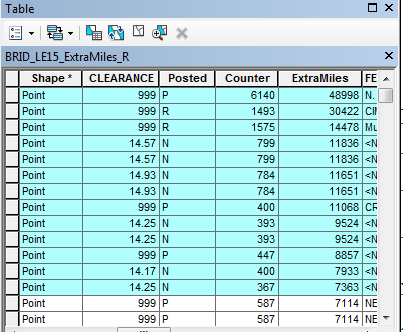 Table
BRID_LE15_ExtraMiles_R
Shape * CLEARANCE Posted Counter ExtraMiles FE
Point 999 P 6140 48998 N.
Point 999 R 1493 30422 CI
Point 999 R 1575 14478 Mu
Point 14.57 N 799 11836 <N
Point 14.57 N 799 11836 <N
Point 14.93 N 784 11651 <N
Point 14.93 N 784 11651 <N
Point 999 P 400 11068 CR
Point 14.25 N 393 9524 <N
Point 14.25 N 393 9524 <N
Point 999 P 447 8857 <N
Point 14.17 N 400 7933 <N
Point 14.25 N 367 7363 <N
Point 999 P 587 7114 NE
Point 999 P 587 7114 NE